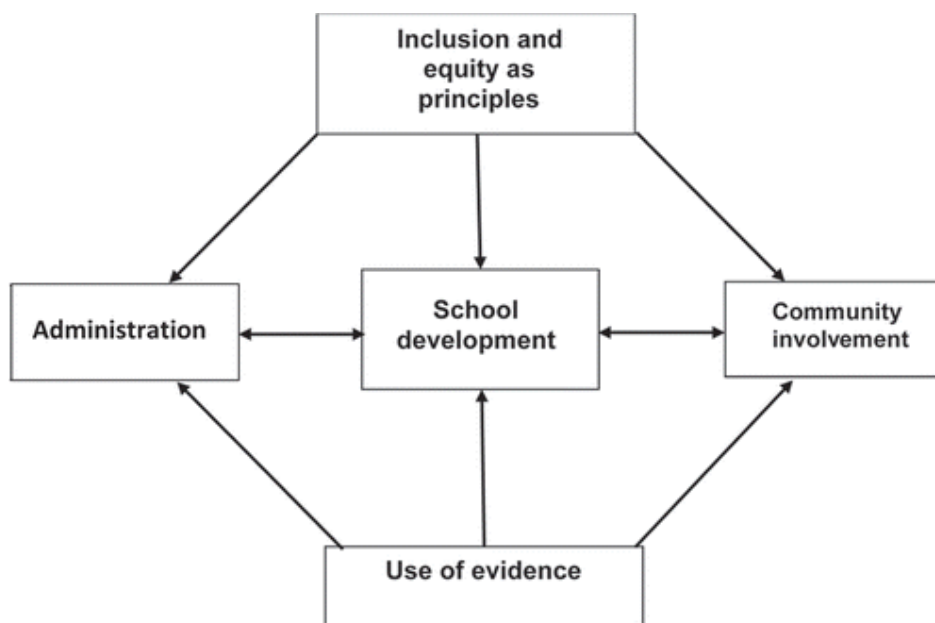 Inclusion and
equity as
principles
Administration
School
development
Community
involvement
Use of evidence